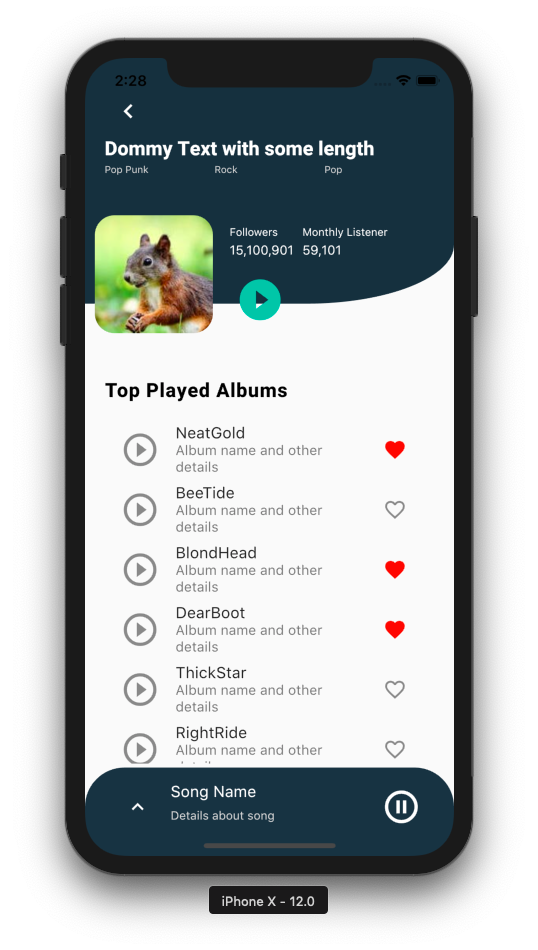 2:28
Dommy Text with some length
Pop Punk Rock Pop
Followers Monthly Listener
15,100,901 59,101
Top Played Albums
NeatGold
Album name and other
details
BeeTide
Album name and other
details
BlondHead
Album name and other
details
DearBoot
Album name and other
details
ThickStar
Album name and other
details
RightRide
Album name and other
Song Name
Details about song
iPhone X - 12.0